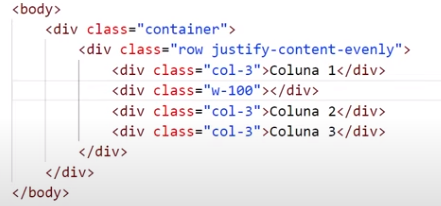 <body>
<div class="container">
<div class="row justify-content-evenly">
<div class="col-3">Coluna 1</div>
<div class="w-100"></div>
<div class="col-3">Coluna 2</div>
<div class="col-3">Coluna 3</div>
</div>
</div>
</body>